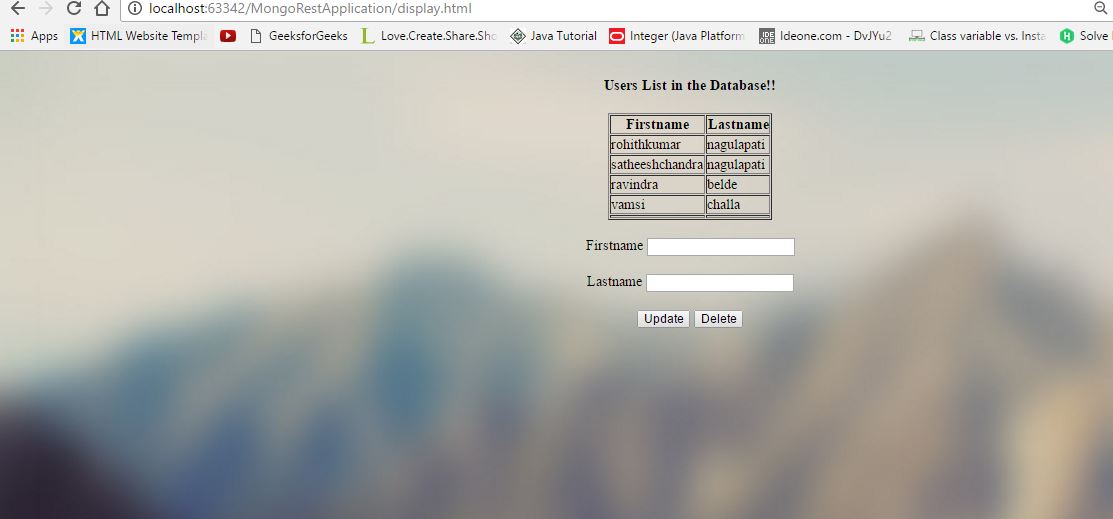 localhost:63342/MongoRestApplication/display.html
Apps HTML Website Templa GeeksforGeeks Love.Create.Share.Sho Java Tutorial Integer (Java Platform IDE ONE Ideone.com - DvJYu2 Class variable vs. Insta Solve
Users List in the Database!!
Firstname Lastname
rohithkumar nagulapati
satheeshchandra nagulapati
ravindra belde
vamsi challa
Firstname
Lastname
Update Delete